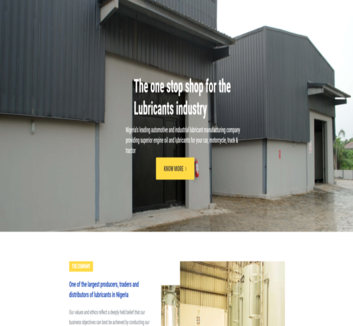 The one stop shop for the
Lubricants industry
Nigeria's leading automotive and industrial lubricant manufacturing company
providing superior engine oil and lubricants for your car, motorcycle, truck &
tractor
KNOW MORE >
THE COMPANY
One of the largest producers, traders and
distributors of lubricants in Nigeria
Our values and ethics reflect a deeply held belief that our
business objectives can best be achieved by conducting our